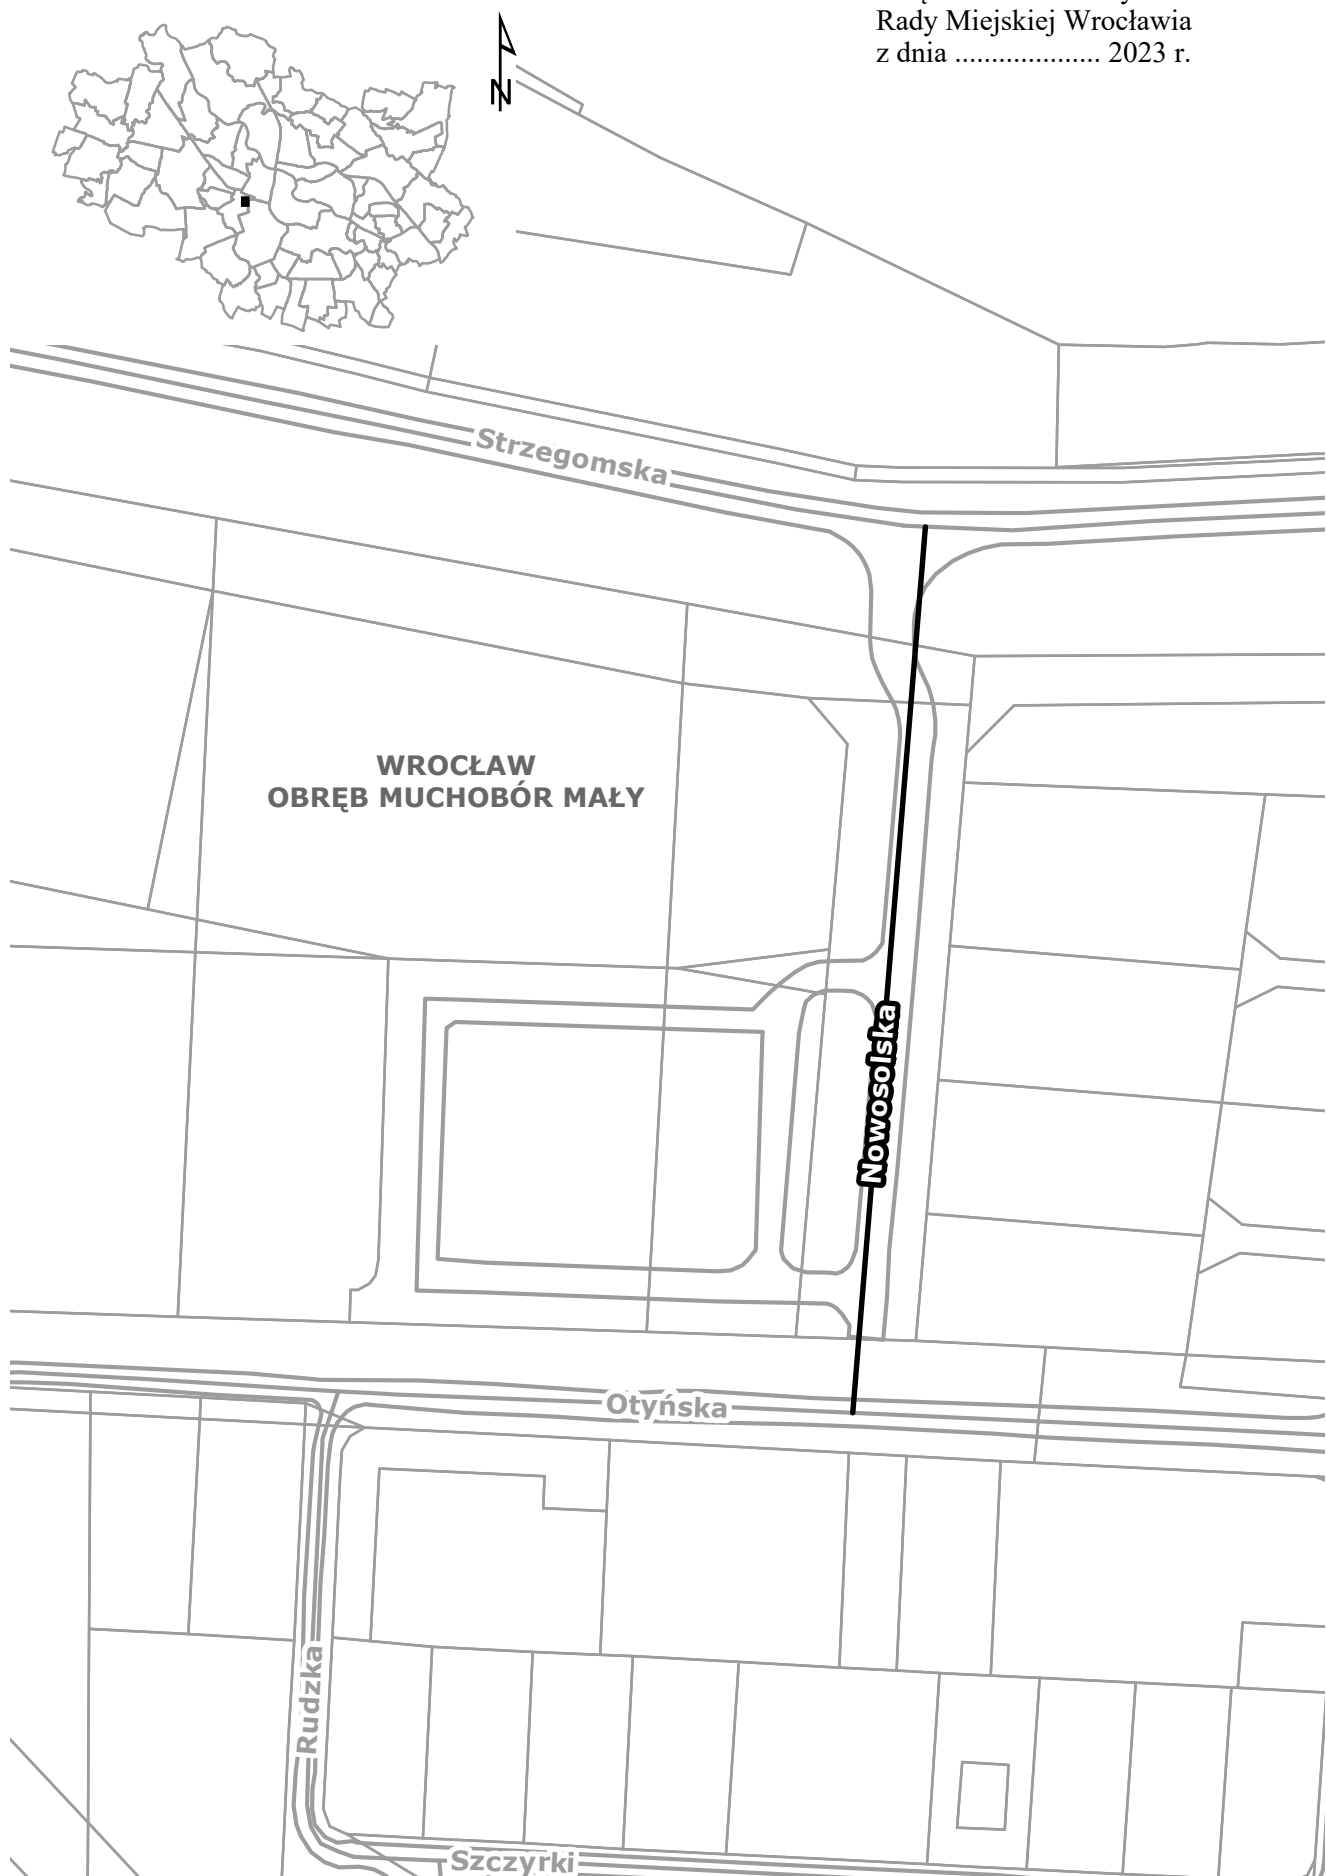 Rady Miejskiej Wrocławia
z dnia .................... 2023 r.
N
Strzegomska
WROCŁAW
OBRĘB MUCHOBÓR MAŁY
Nowosolska
Otyńska
Rudzka
Szczyrki